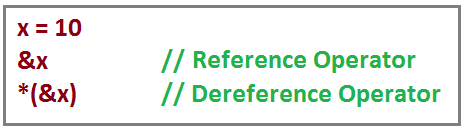 x = 10
&x // Reference Operator
*(&x) // Dereference Operator